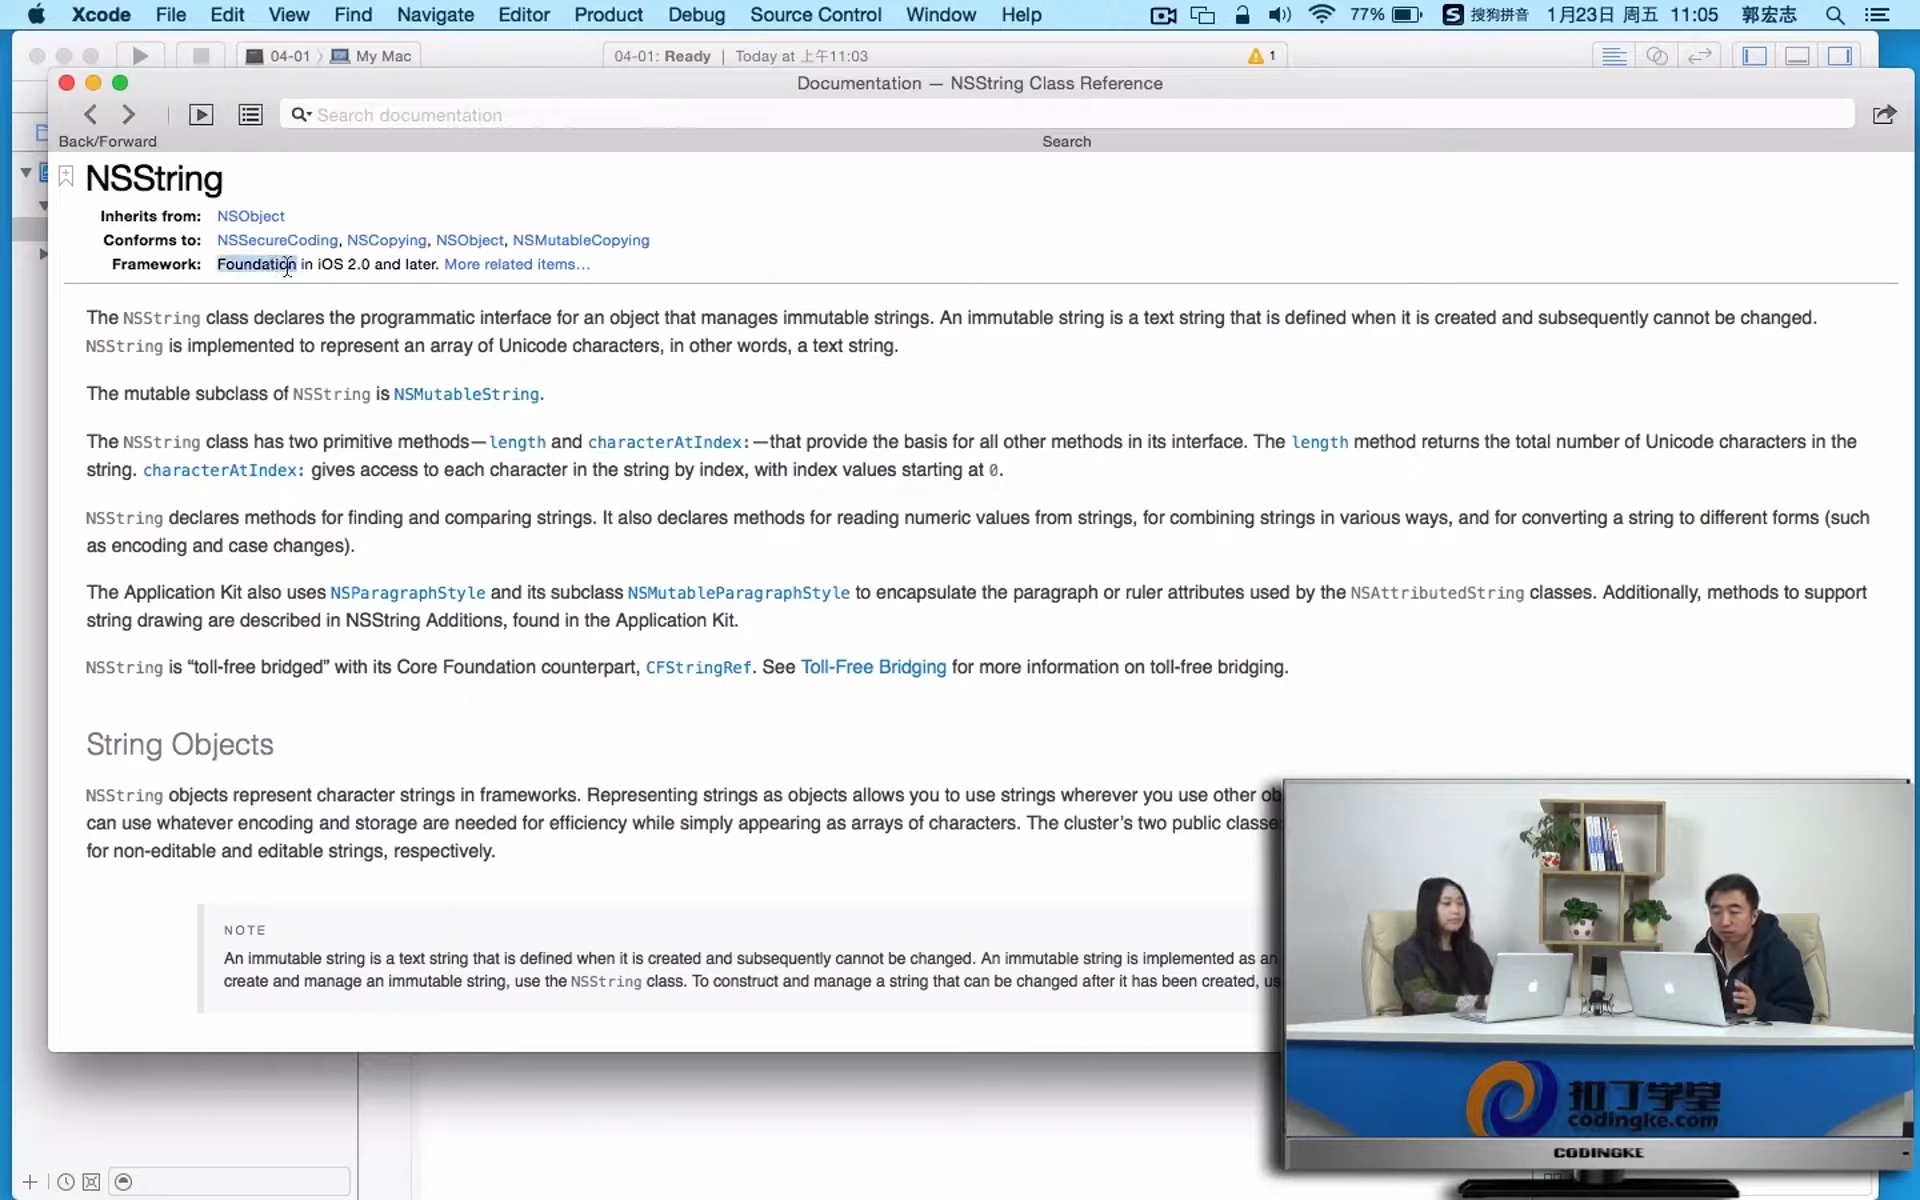 Xcode File Edit View Find Navigate Editor Product Debug Source Control Window Help 77% S 搜狗拼音 1月23日 周五 11:05 郭宏志
04-01 My Mac 04-01: Ready | Today at 上午11:03 1
Documentation — NSString Class Reference
Search documentation
Back/Forward Search
NSString
Inherits from: NSObject
Conforms to: NSSecureCoding, NSCopying, NSObject, NSMutableCopying
Framework: Foundation in iOS 2.0 and later. More related items...
The NSString class declares the programmatic interface for an object that manages immutable strings. An immutable string is a text string that is defined when it is created and subsequently cannot be changed.
NSString is implemented to represent an array of Unicode characters, in other words, a text string.
The mutable subclass of NSString is NSMutableString.
The NSString class has two primitive methods—length and characterAtIndex:—that provide the basis for all other methods in its interface. The length method returns the total number of Unicode characters in the
string. characterAtIndex: gives access to each character in the string by index, with index values starting at 0.
NSString declares methods for finding and comparing strings. It also declares methods for reading numeric values from strings, for combining strings in various ways, and for converting a string to different forms (such
as encoding and case changes).
The Application Kit also uses NSParagraphStyle and its subclass NSMutableParagraphStyle to encapsulate the paragraph or ruler attributes used by the NSAttributedString classes. Additionally, methods to support
string drawing are described in NSString Additions, found in the Application Kit.
NSString is “toll-free bridged” with its Core Foundation counterpart, CFStringRef. See Toll-Free Bridging for more information on toll-free bridging.
String Objects
NSString objects represent character strings in frameworks. Representing strings as objects allows you to use strings wherever you use other ob
can use whatever encoding and storage are needed for efficiency while simply appearing as arrays of characters. The cluster’s two public classe
for non-editable and editable strings, respectively.
NOTE
An immutable string is a text string that is defined when it is created and subsequently cannot be changed. An immutable string is implemented as an
create and manage an immutable string, use the NSString class. To construct and manage a string that can be changed after it has been created, us
扣丁学堂
codingke.com
CODINGKE